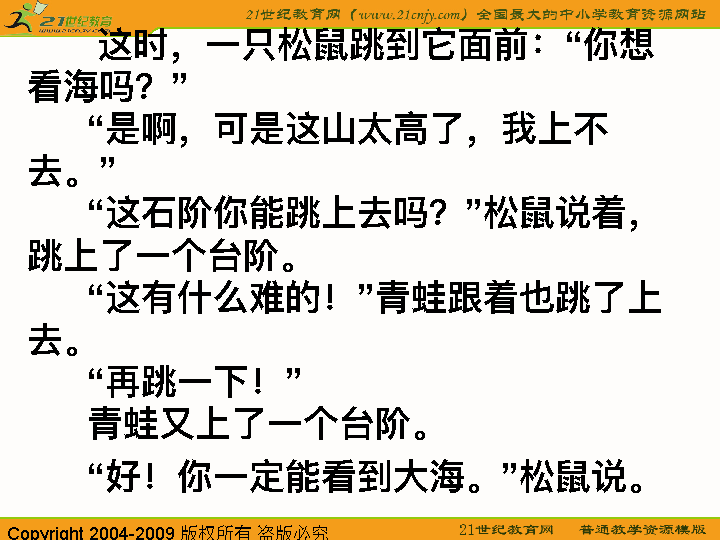 21世纪教育
www.21cnjy.com
21世纪教育网（www.21cnjy.com）全国最大的中小学教育资源网站
这时，一只松鼠跳到它面前：“你想
看海吗？”
“是啊，可是这山太高了，我上不
去。”
“这石阶你能跳上去吗？”松鼠说着，
跳上了一个台阶。
“这有什么难的！”青蛙跟着也跳了上
去。
“再跳一下！”
青蛙又上了一个台阶。
“好！你一定能看到大海。”松鼠说。
Copyright 2004-2009 版权所有 盗版必究
21世纪教育网 普通教学资源模版